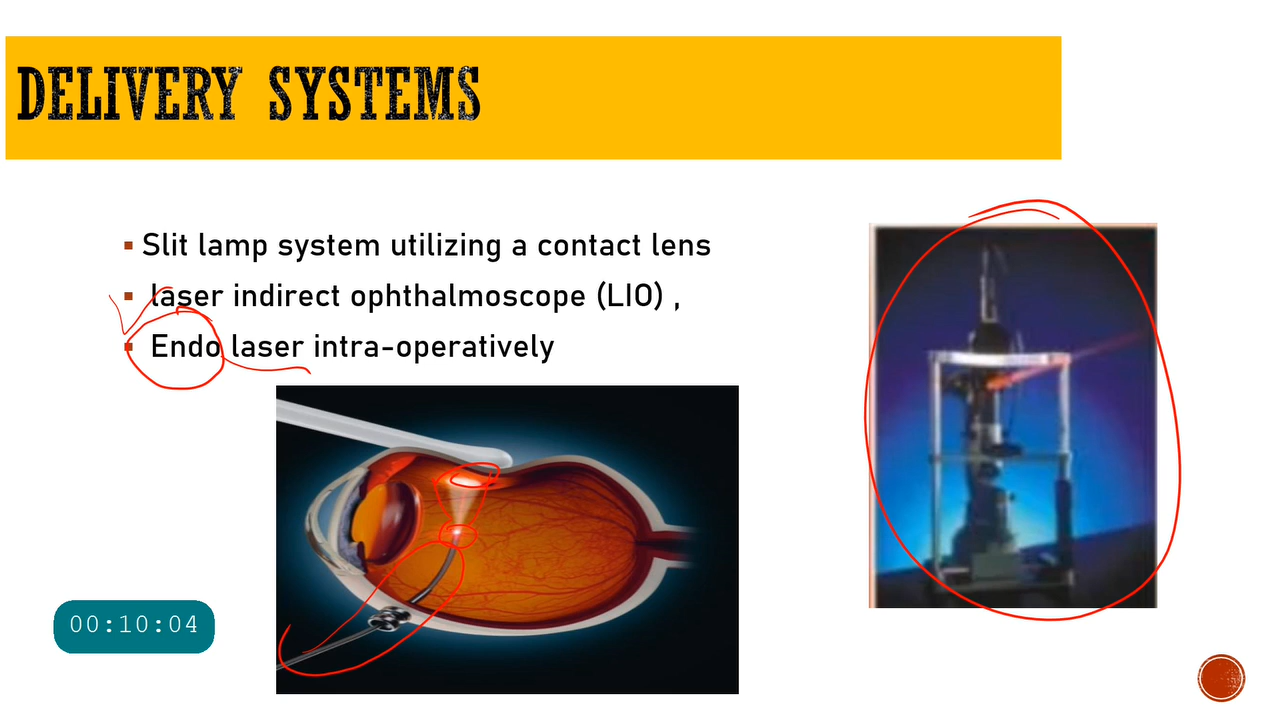 DELIVERY SYSTEMS
▪ Slit lamp system utilizing a contact lens
▪ laser indirect ophthalmoscope (LIO) ,
▪ Endo laser intra-operatively
00:10:04